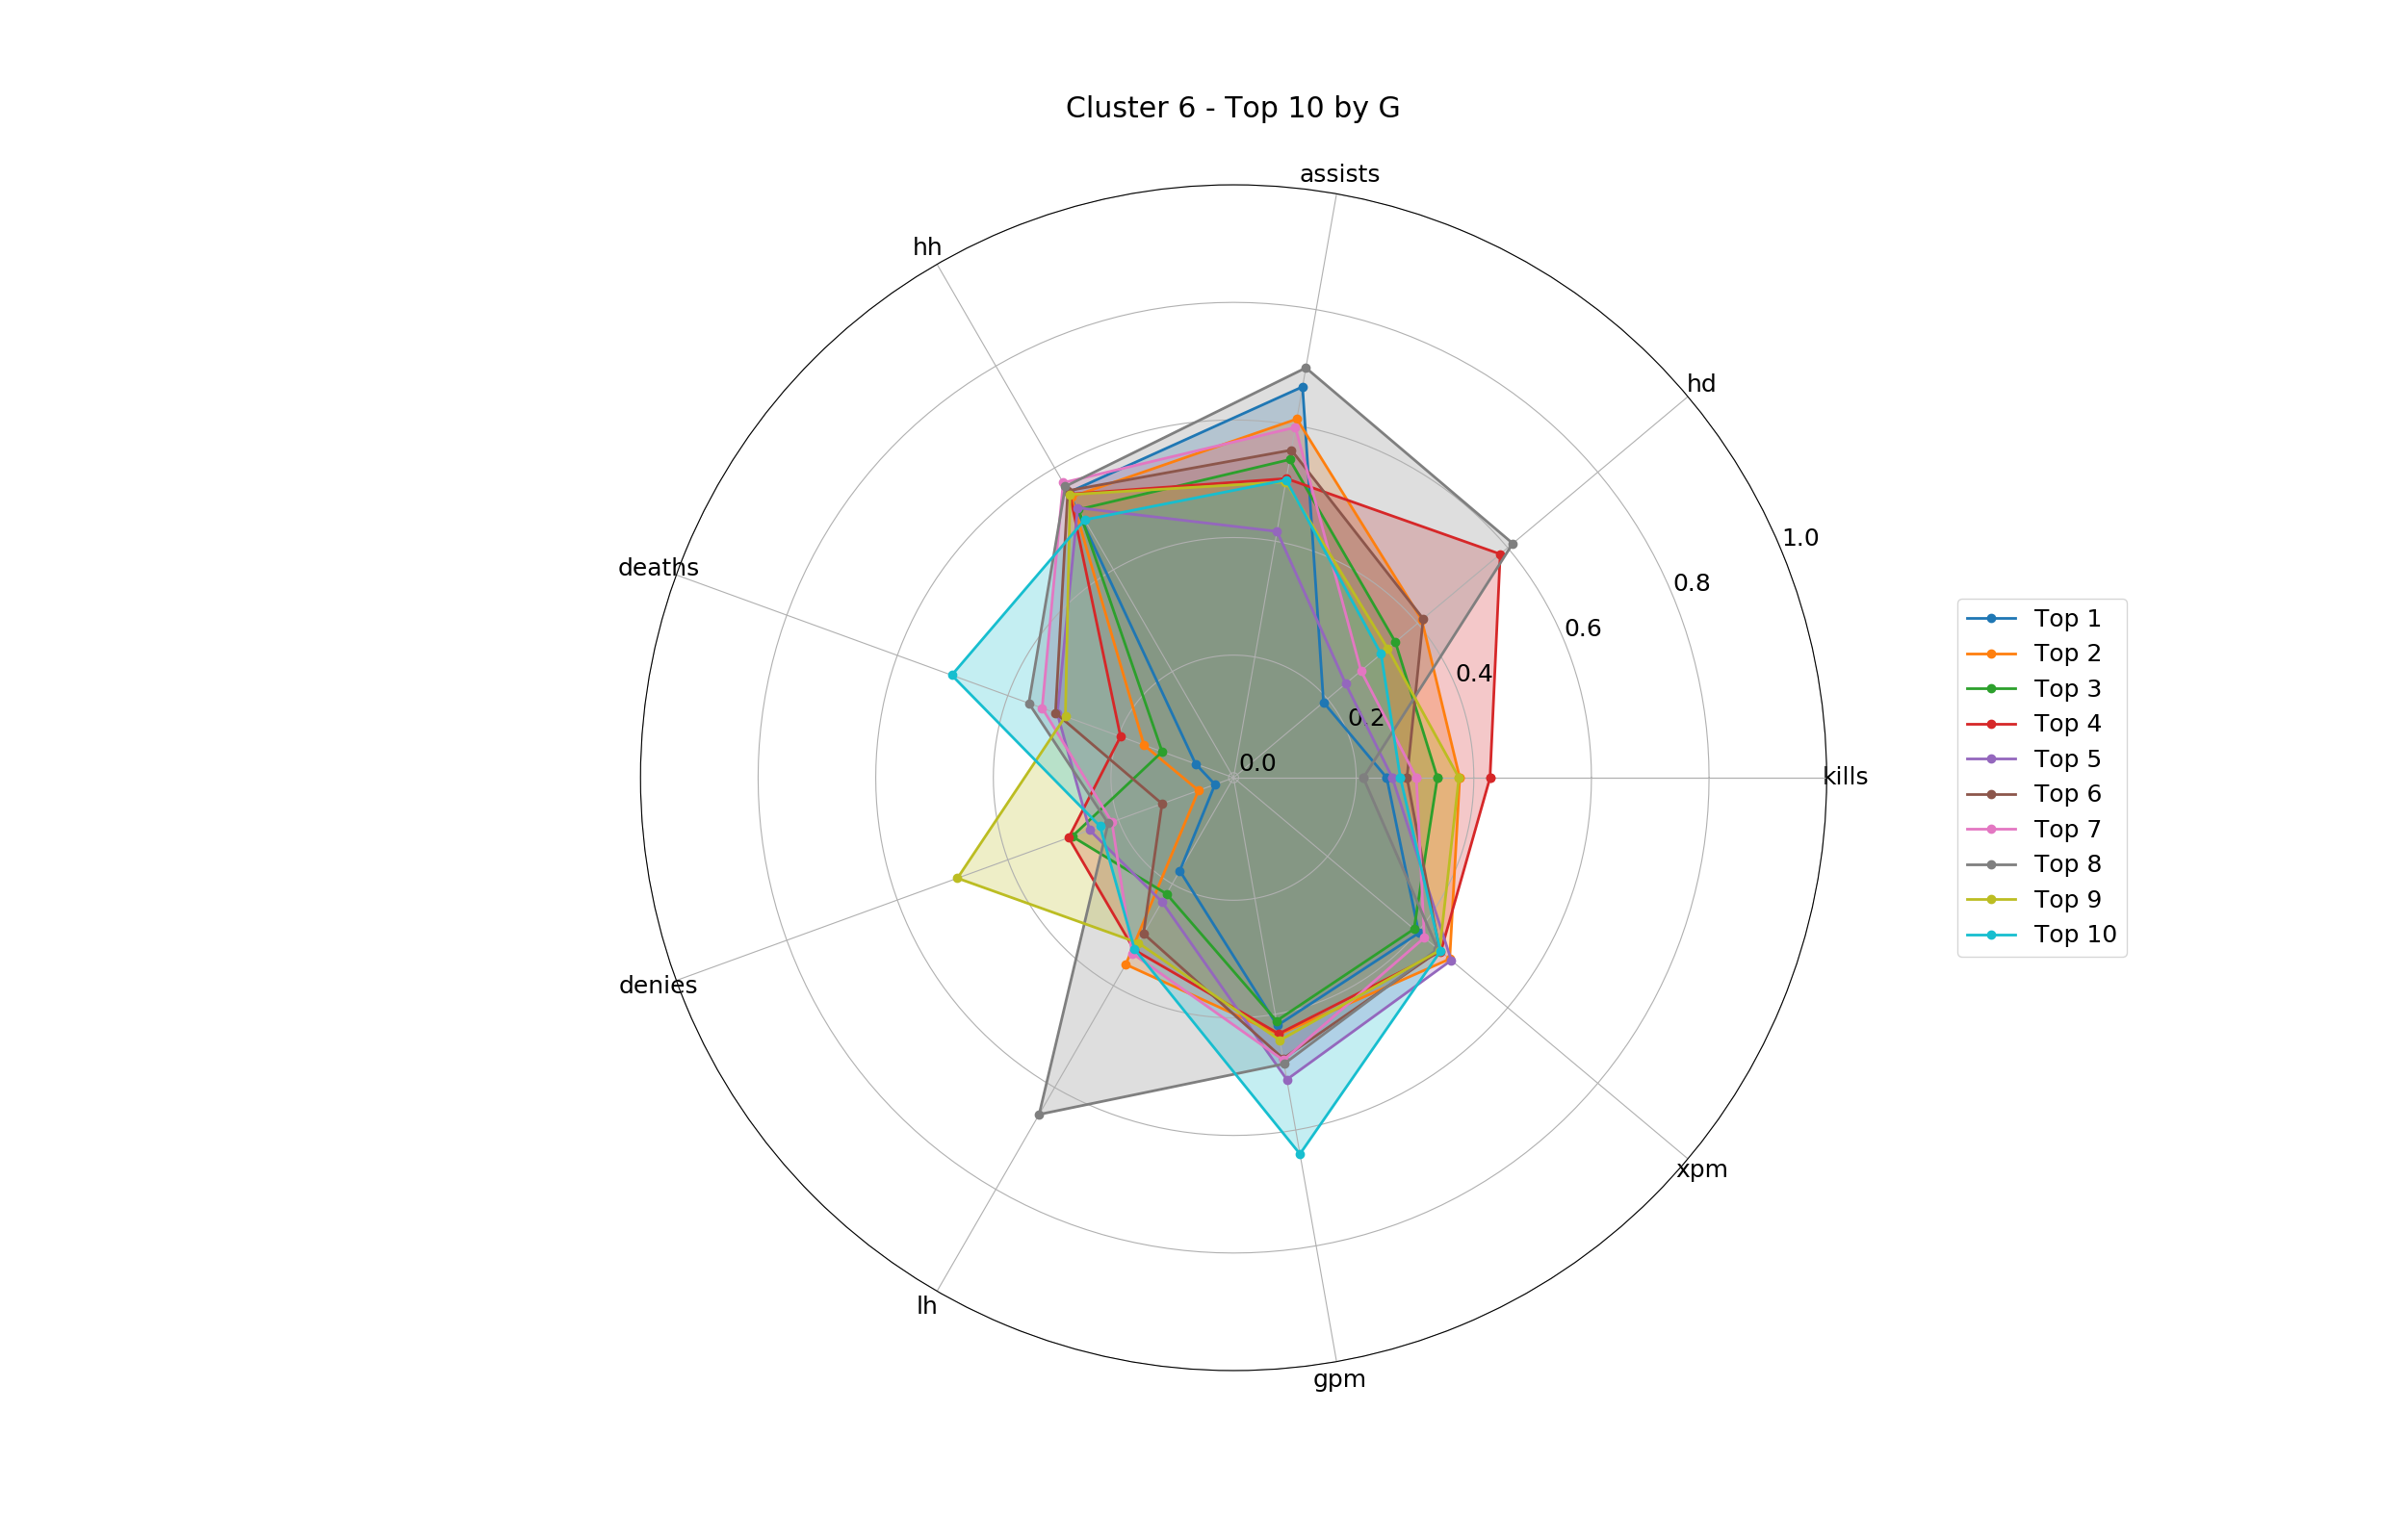 Cluster 6 - Top 10 by G
assists
hh
hd
1.0
deaths
0.8
0.6
0.4
0.2
0.0
kills
denies
xpm
lh
gpm
Top 1
Top 2
Top 3
Top 4
Top 5
Top 6
Top 7
Top 8
Top 9
Top 10